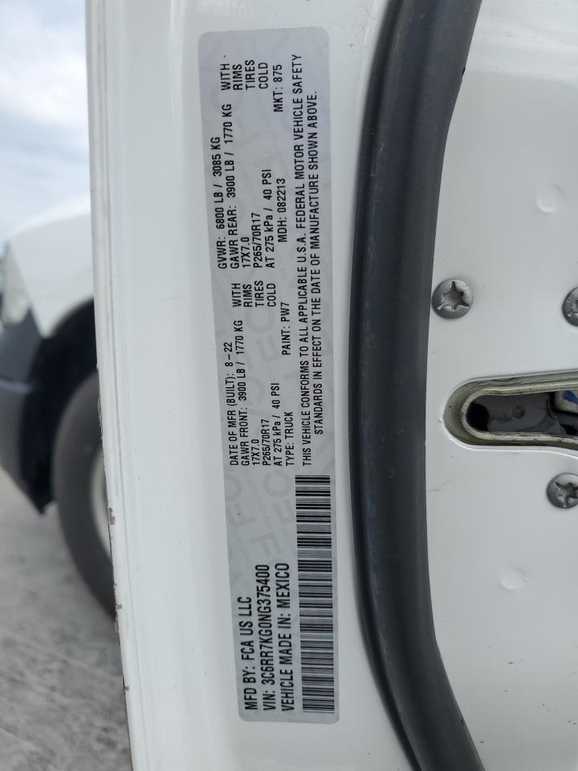 MFD BY: FCA US LLC
DATE OF MFR (BUILT): 8-22 GVWR: 6800 LB / 3085 KG
GAWR FRONT: 3900 LB / 1770 KG WITH GAWR REAR: 3900 LB / 1770 KG WITH -
17X7.0 RIMS 17X7.0 RIMS
P265/70R17 TIRES P265/70R17 TIRES
AT 275 kPa / 40 PSI COLD AT 275 kPa / 40 PSI COLD
VIN: 3C6RR7KG0NG375400
TYPE: TRUCK PAINT: PW7 MDH: 082213 MKT: 875
VEHICLE MADE IN: MEXICO
THIS VEHICLE CONFORMS TO ALL APPLICABLE U.S.A. FEDERAL MOTOR VEHICLE SAFETY
STANDARDS IN EFFECT ON THE DATE OF MANUFACTURE SHOWN ABOVE.